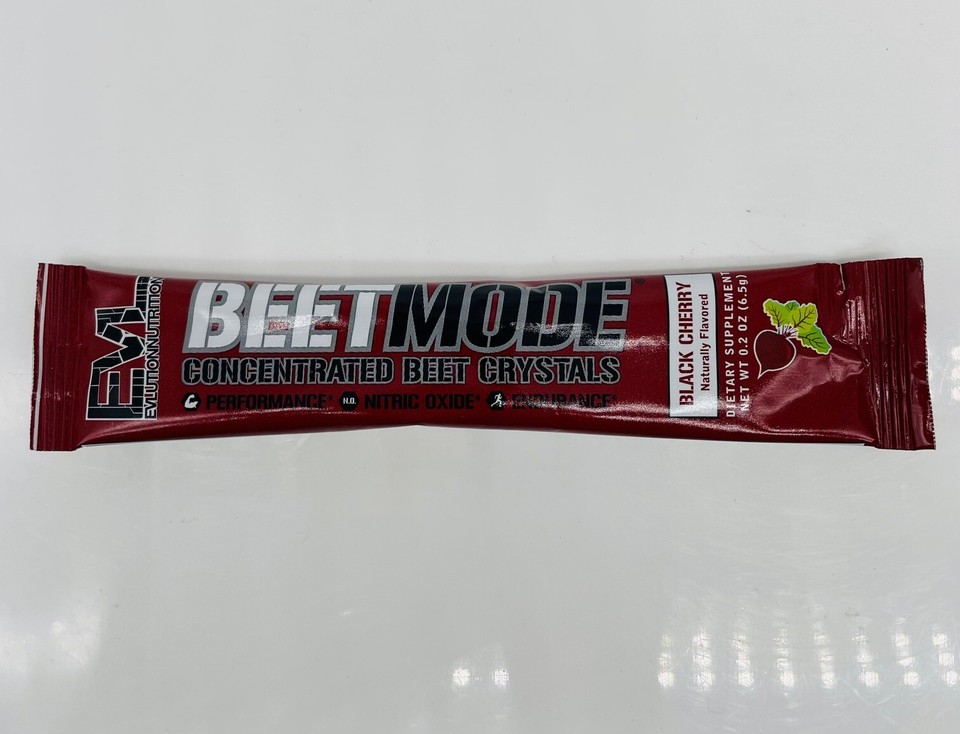 EVL
EVLUTIONNUTRITION
BEETMODE
CONCENTRATED BEET CRYSTALS
PERFORMANCE* N.O. NITRIC OXIDE* ENDURANCE*
BLACK CHERRY
Naturally Flavored
DIETARY SUPPLEMENT
NET WT 0.2 OZ (6.5g)